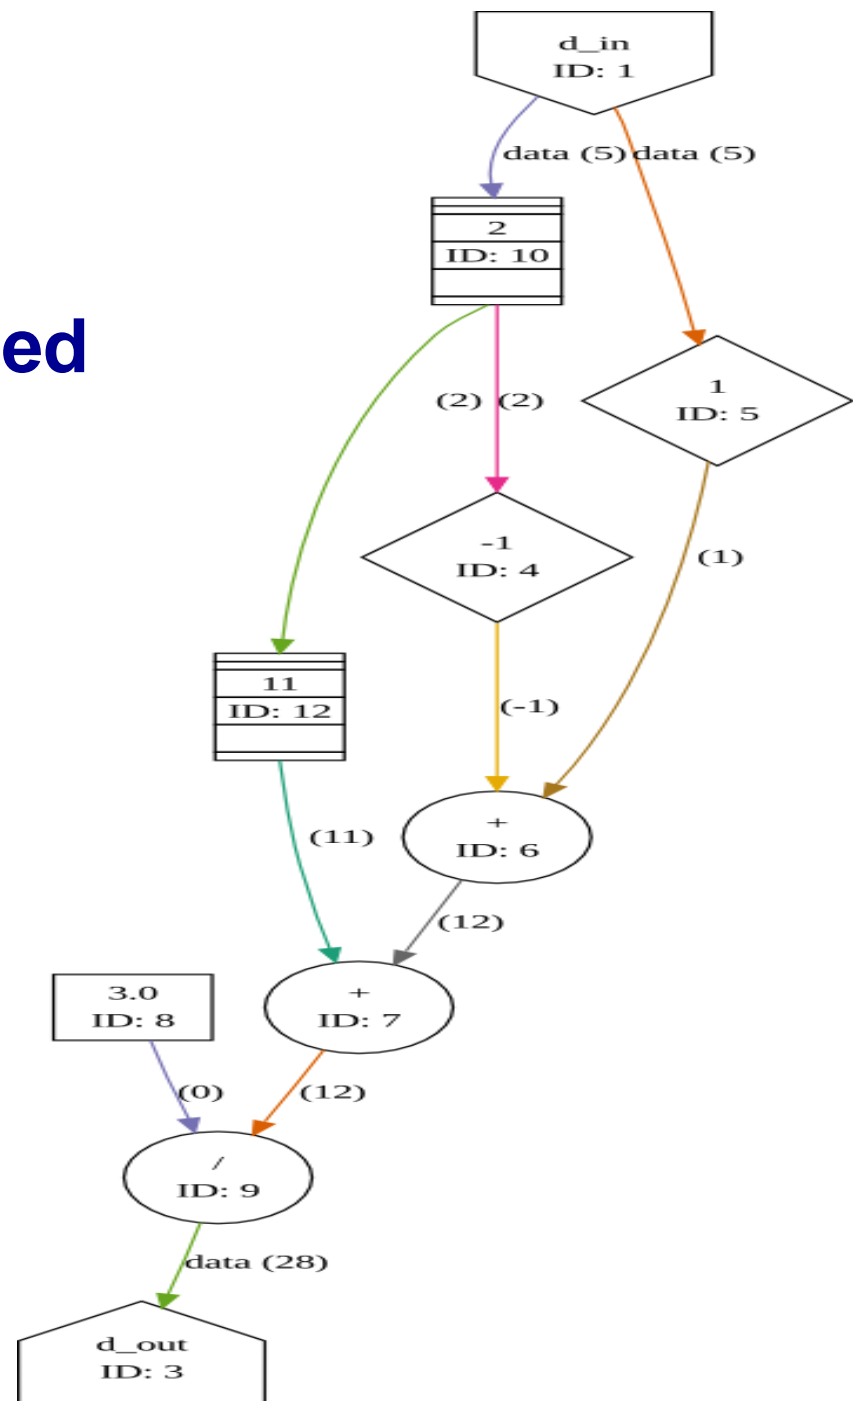 d_in
ID: 1
data (5) data (5)
2
ID: 10
ed
(2) (2)
1
ID: 5
-1
ID: 4
(1)
11
ID: 12
(-1)
(11)
+
ID: 6
(12)
3.0
ID: 8
+
ID: 7
(0)
(12)
/
ID: 9
data (28)
d_out
ID: 3